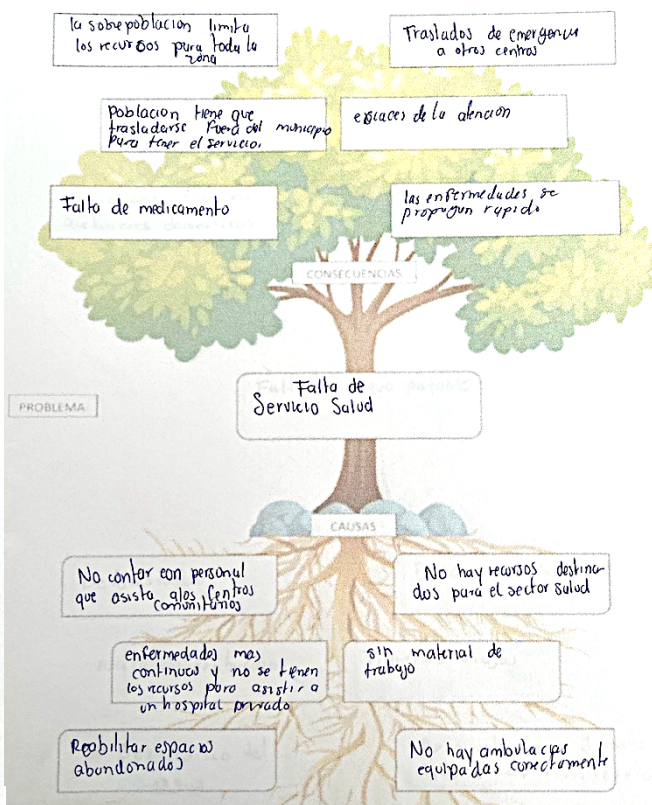 la sobrepoblacion limita
los recursos para toda la
zona
Traslados de emergencia
a otros centros
Poblacion tiene que
trasladarse fuera del municipio
para tener el servicio.
escaces de la atencion
Falta de medicamento
las enfermedades se
propagan rapido
CONSECUENCIAS
Falta de
Servicio Salud
PROBLEMA
CAUSAS
No contar con personal
que asista alos Centros
Comunitarios
No hay recursos destina-
dos para el sector salud
enfermedades mas
continuas y no se tienen
los recursos para asistir a
un hospital privado
sin material de
trabajo
Reabilitar espacios
abandonados
No hay ambulacias
equipadas correctamente